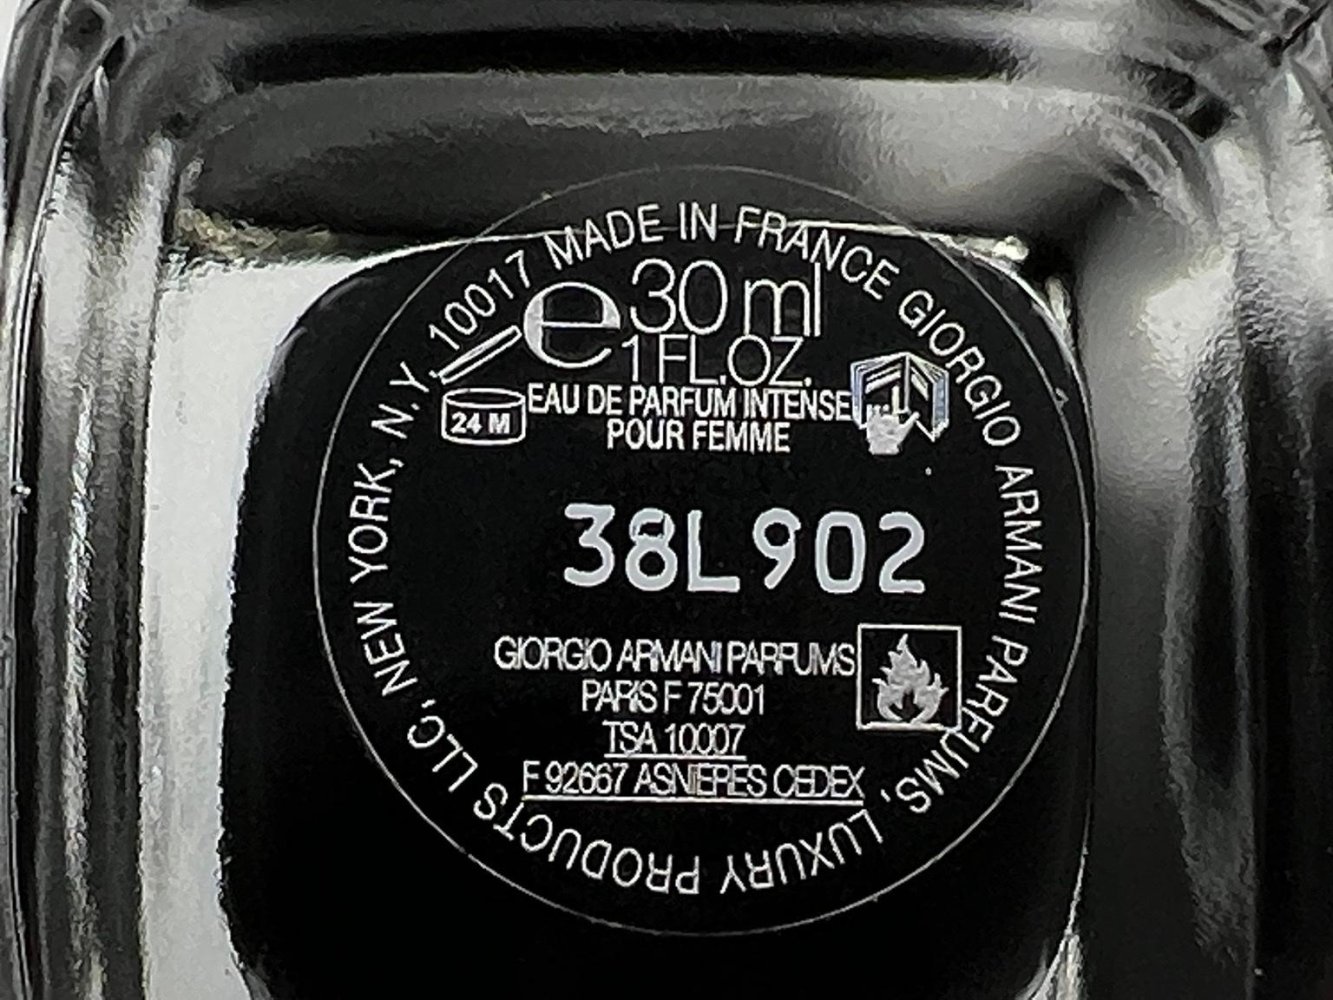 MADE IN FRANCE GIORGIO ARMANI PARFUMS, LUXURY PRODUCTS LLC, NEW YORK, N.Y. 10017
e 30 ml
1 FL.OZ.
24 M
EAU DE PARFUM INTENSE
POUR FEMME
38L902
GIORGIO ARMANI PARFUMS
PARIS F 75001
TSA 10007
F 92667 ASNIERES CEDEX